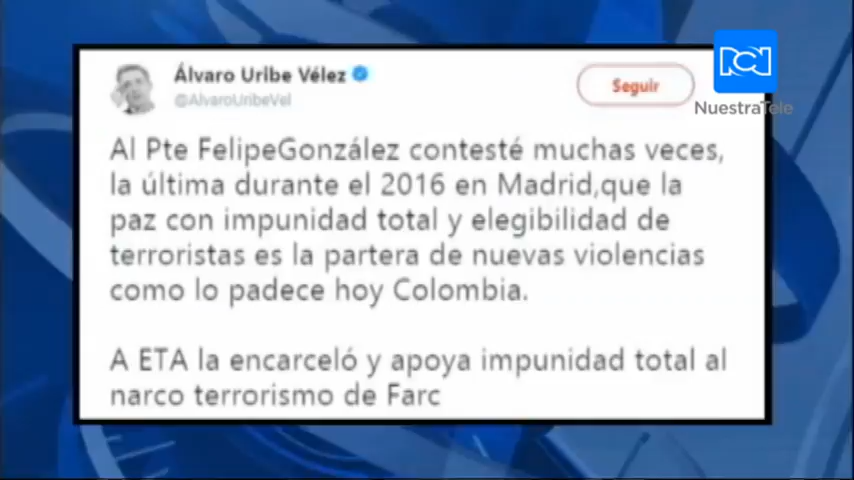 Álvaro Uribe Vélez
@AlvaroUribeVel
Seguir
RCN
NuestraTele
Al Pte FelipeGonzález contesté muchas veces,
la última durante el 2016 en Madrid,que la
paz con impunidad total y elegibilidad de
terroristas es la partera de nuevas violencias
como lo padece hoy Colombia.
A ETA la encarceló y apoya impunidad total al
narco terrorismo de Farc